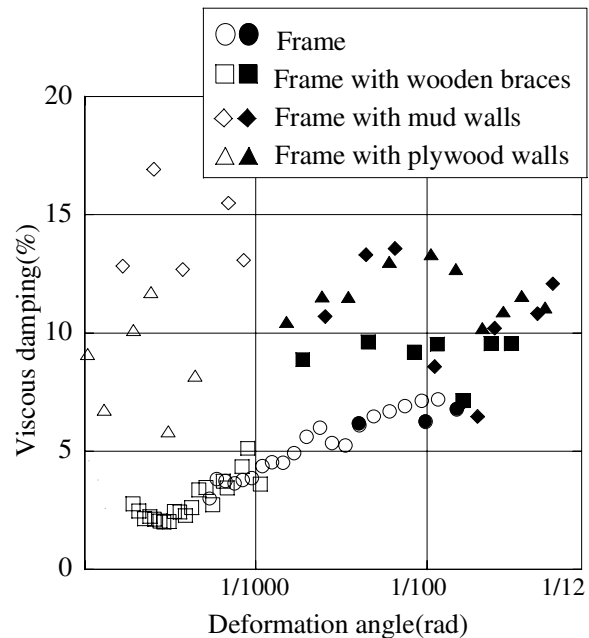 Frame
Frame with wooden braces
Frame with mud walls
Frame with plywood walls
20
15
10
5
0
Viscous damping(%)
1/1000 1/100 1/12
Deformation angle(rad)